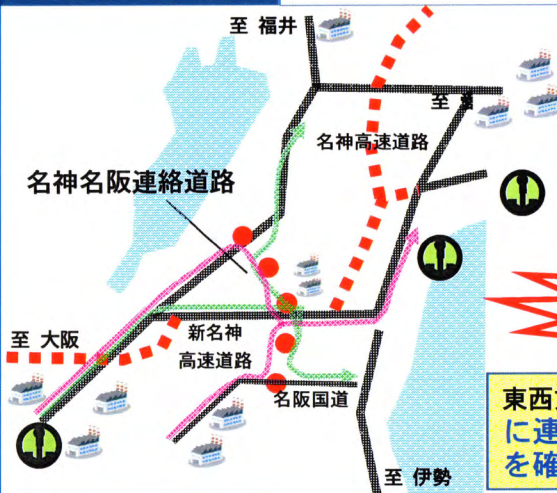 至 福井
至
名神高速道路
名神名阪連絡道路
至 大阪
新名神
高速道路
名阪国道
至 伊勢
東西
に連
を確